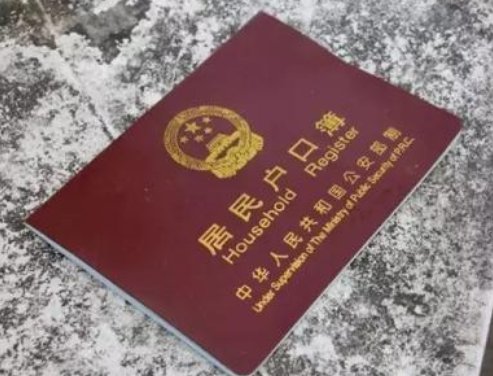 居民户口簿
Household Register
中华人民共和国公安部制
Under Supervision of The Ministry of Public Security of P.R.C.